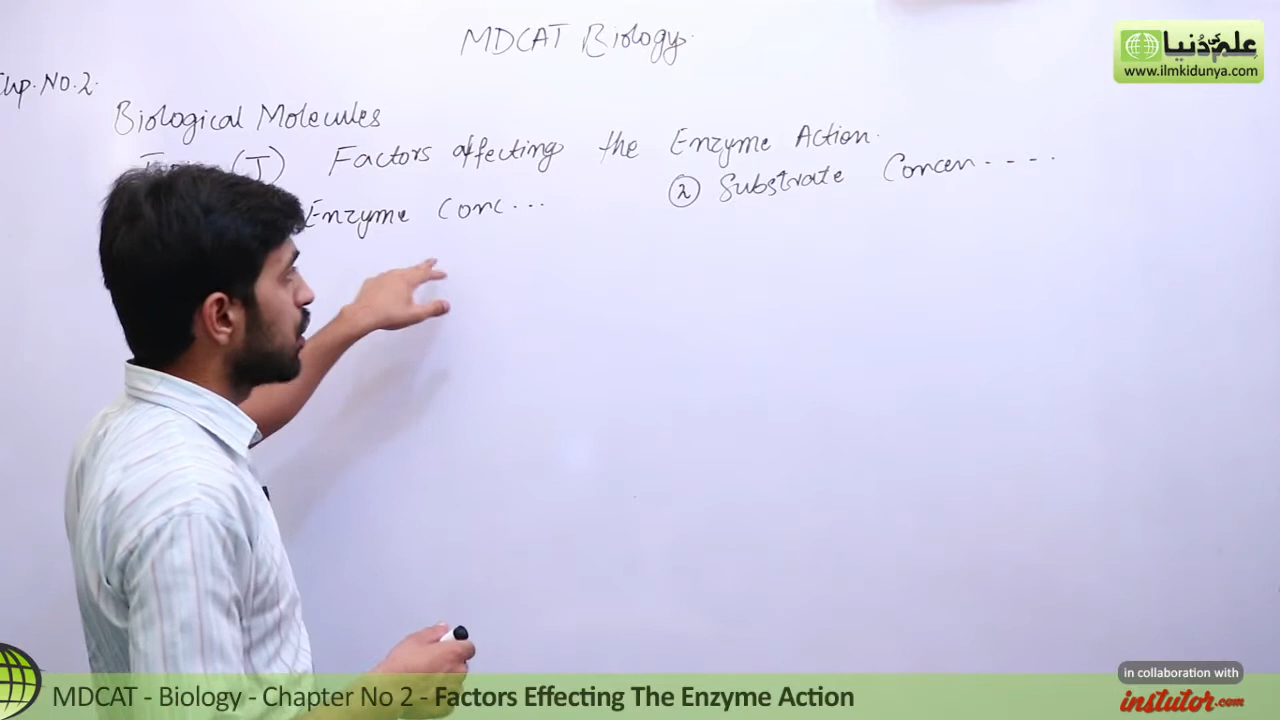 MDCAT Biology.
علم کی دنیا
www.ilmkidunya.com
Chp.No.2.
Biological Molecules
(J) Factors affecting the Enzyme Action.
Enzyme Conc...
② Substrate Concen....
in collaboration with
instutor.com
MDCAT - Biology - Chapter No 2 - Factors Effecting The Enzyme Action